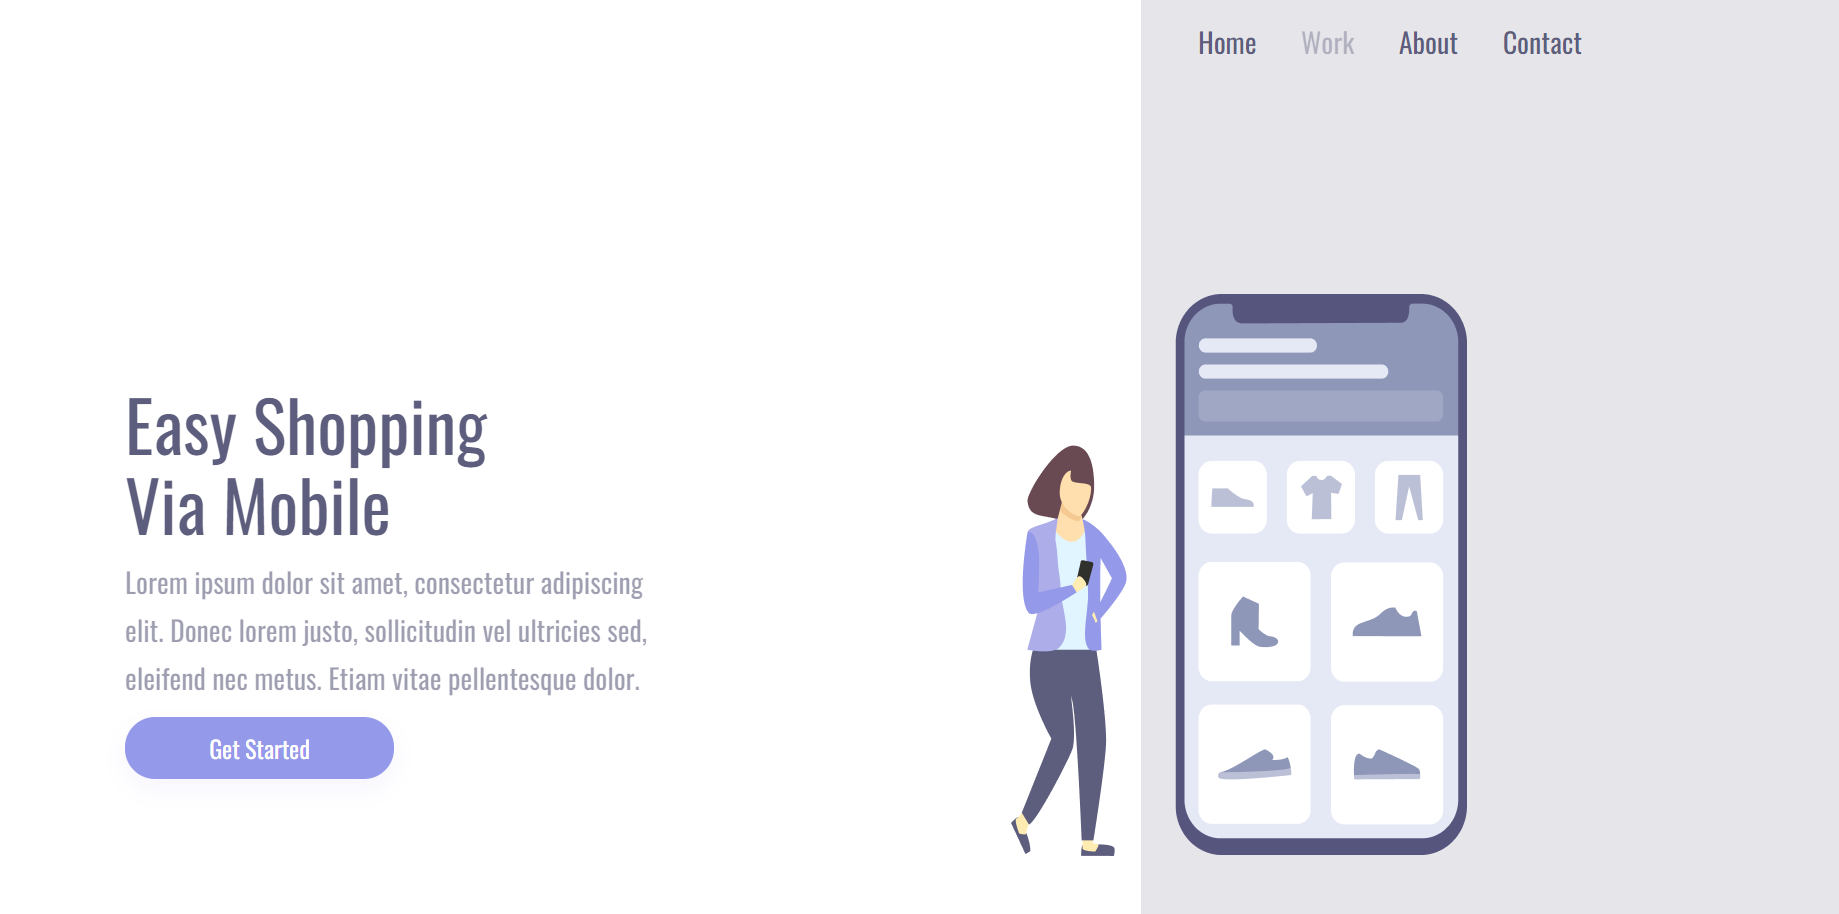 Home Work About Contact
Easy Shopping
Via Mobile
Lorem ipsum dolor sit amet, consectetur adipiscing
elit. Donec lorem justo, sollicitudin vel ultricies sed,
eleifend nec metus. Etiam vitae pellentesque dolor.
Get Started